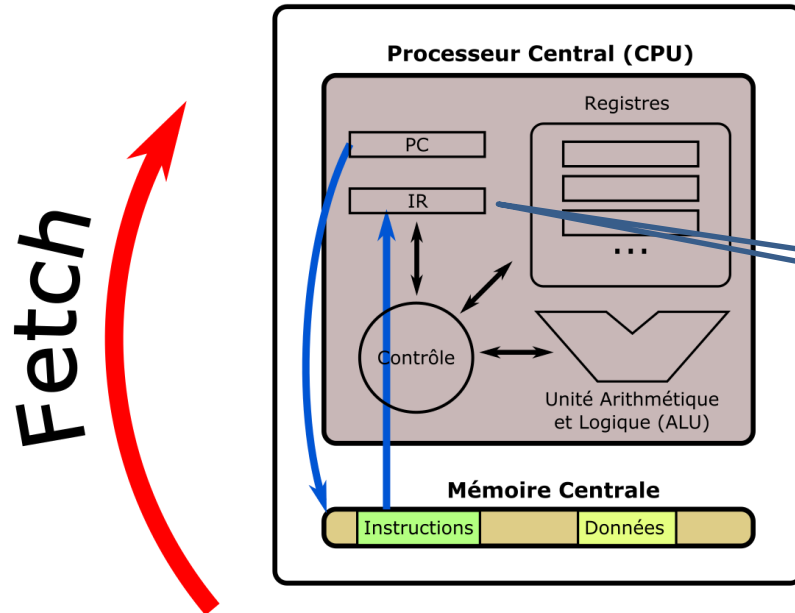 Fetch
Processeur Central (CPU)
Registres
PC
IR
...
Contrôle
Unité Arithmétique
et Logique (ALU)
Mémoire Centrale
Instructions
Données